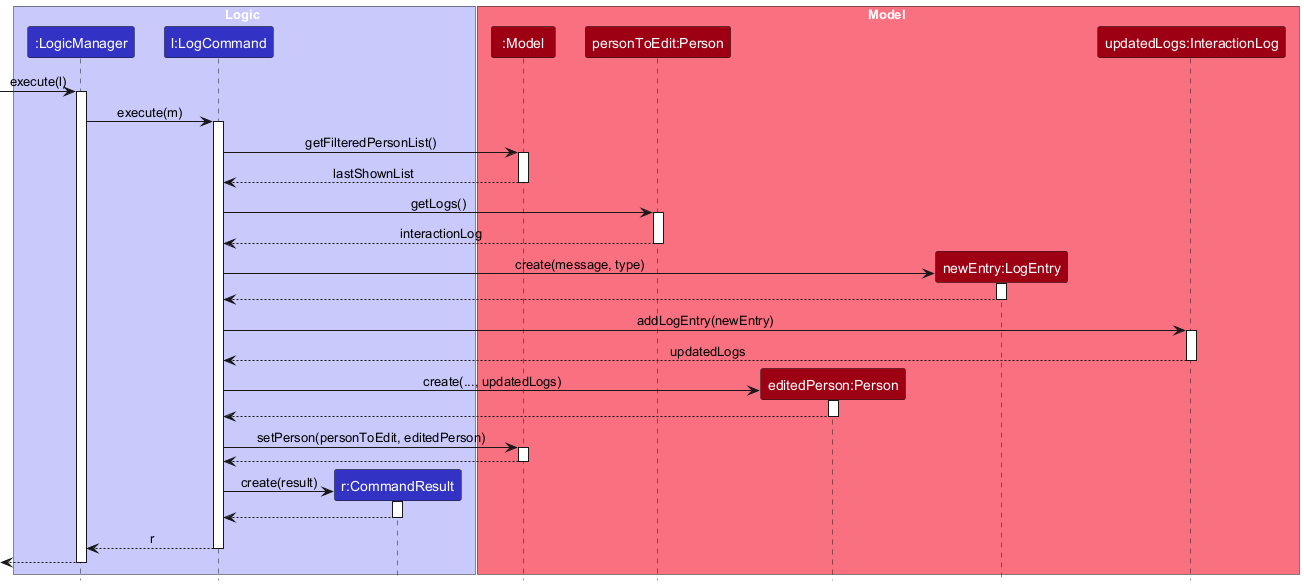 Logic
Model
:LogicManager
l:LogCommand
:Model
personToEdit:Person
updatedLogs:InteractionLog
execute(l)
execute(m)
getFilteredPersonList()
lastShownList
getLogs()
interactionLog
create(message, type)
newEntry:LogEntry
addLogEntry(newEntry)
updatedLogs
create(..., updatedLogs)
editedPerson:Person
setPerson(personToEdit, editedPerson)
create(result)
r:CommandResult
r